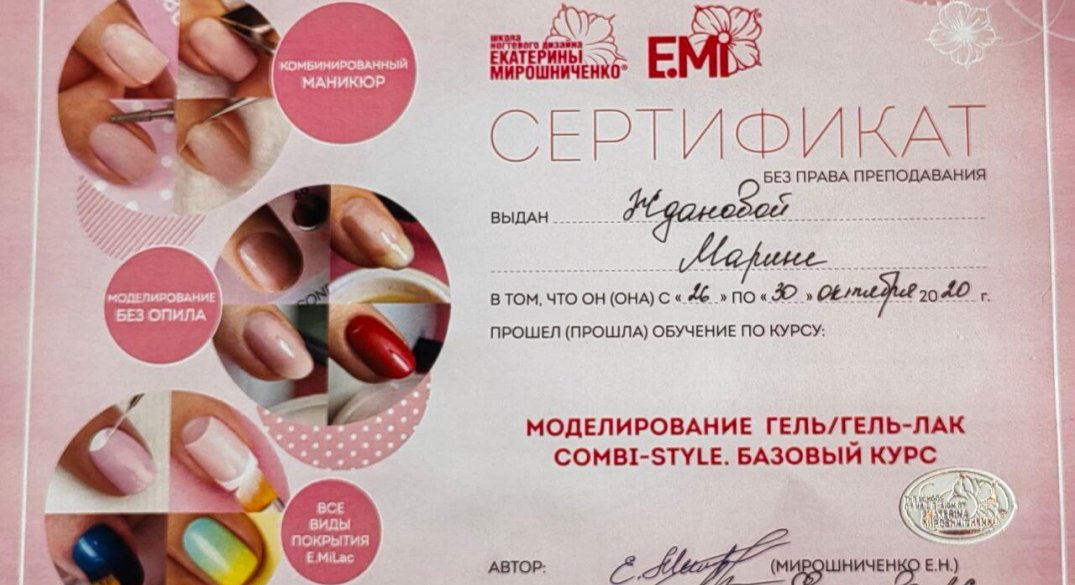 школа
ногтевого дизайна
ЕКАТЕРИНЫ
МИРОШНИЧЕНКО®
E.Mi®
КОМБИНИРОВАННЫЙ
МАНИКЮР
СЕРТИФИКАТ
БЕЗ ПРАВА ПРЕПОДАВАНИЯ
ВЫДАН Ждановой
Марине
В ТОМ, ЧТО ОН (ОНА) С « 26 » ПО « 30 » октября 2020 г.
ПРОШЕЛ (ПРОШЛА) ОБУЧЕНИЕ ПО КУРСУ:
МОДЕЛИРОВАНИЕ
БЕЗ ОПИЛА
МОДЕЛИРОВАНИЕ ГЕЛЬ/ГЕЛЬ-ЛАК
COMBI-STYLE. БАЗОВЫЙ КУРС
ВСЕ
ВИДЫ
ПОКРЫТИЯ
E.MiLac
АВТОР: (МИРОШНИЧЕНКО Е.Н.)